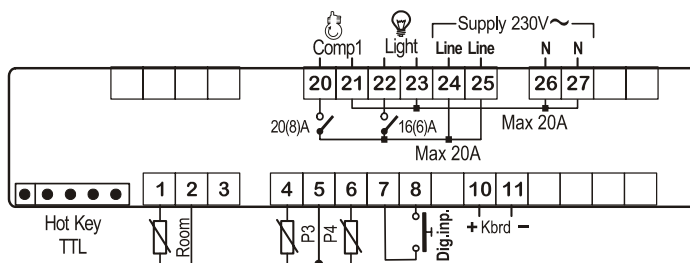 Supply 230V~
Comp1 Light Line Line N N
20 21 22 23 24 25 26 27
20(8)A 16(6)A Max 20A
Max 20A
1 2 3 4 5 6 7 8 10 11
Hot Key
TTL
Room
P3
P4
Dig.inp.
+ Kbrd −